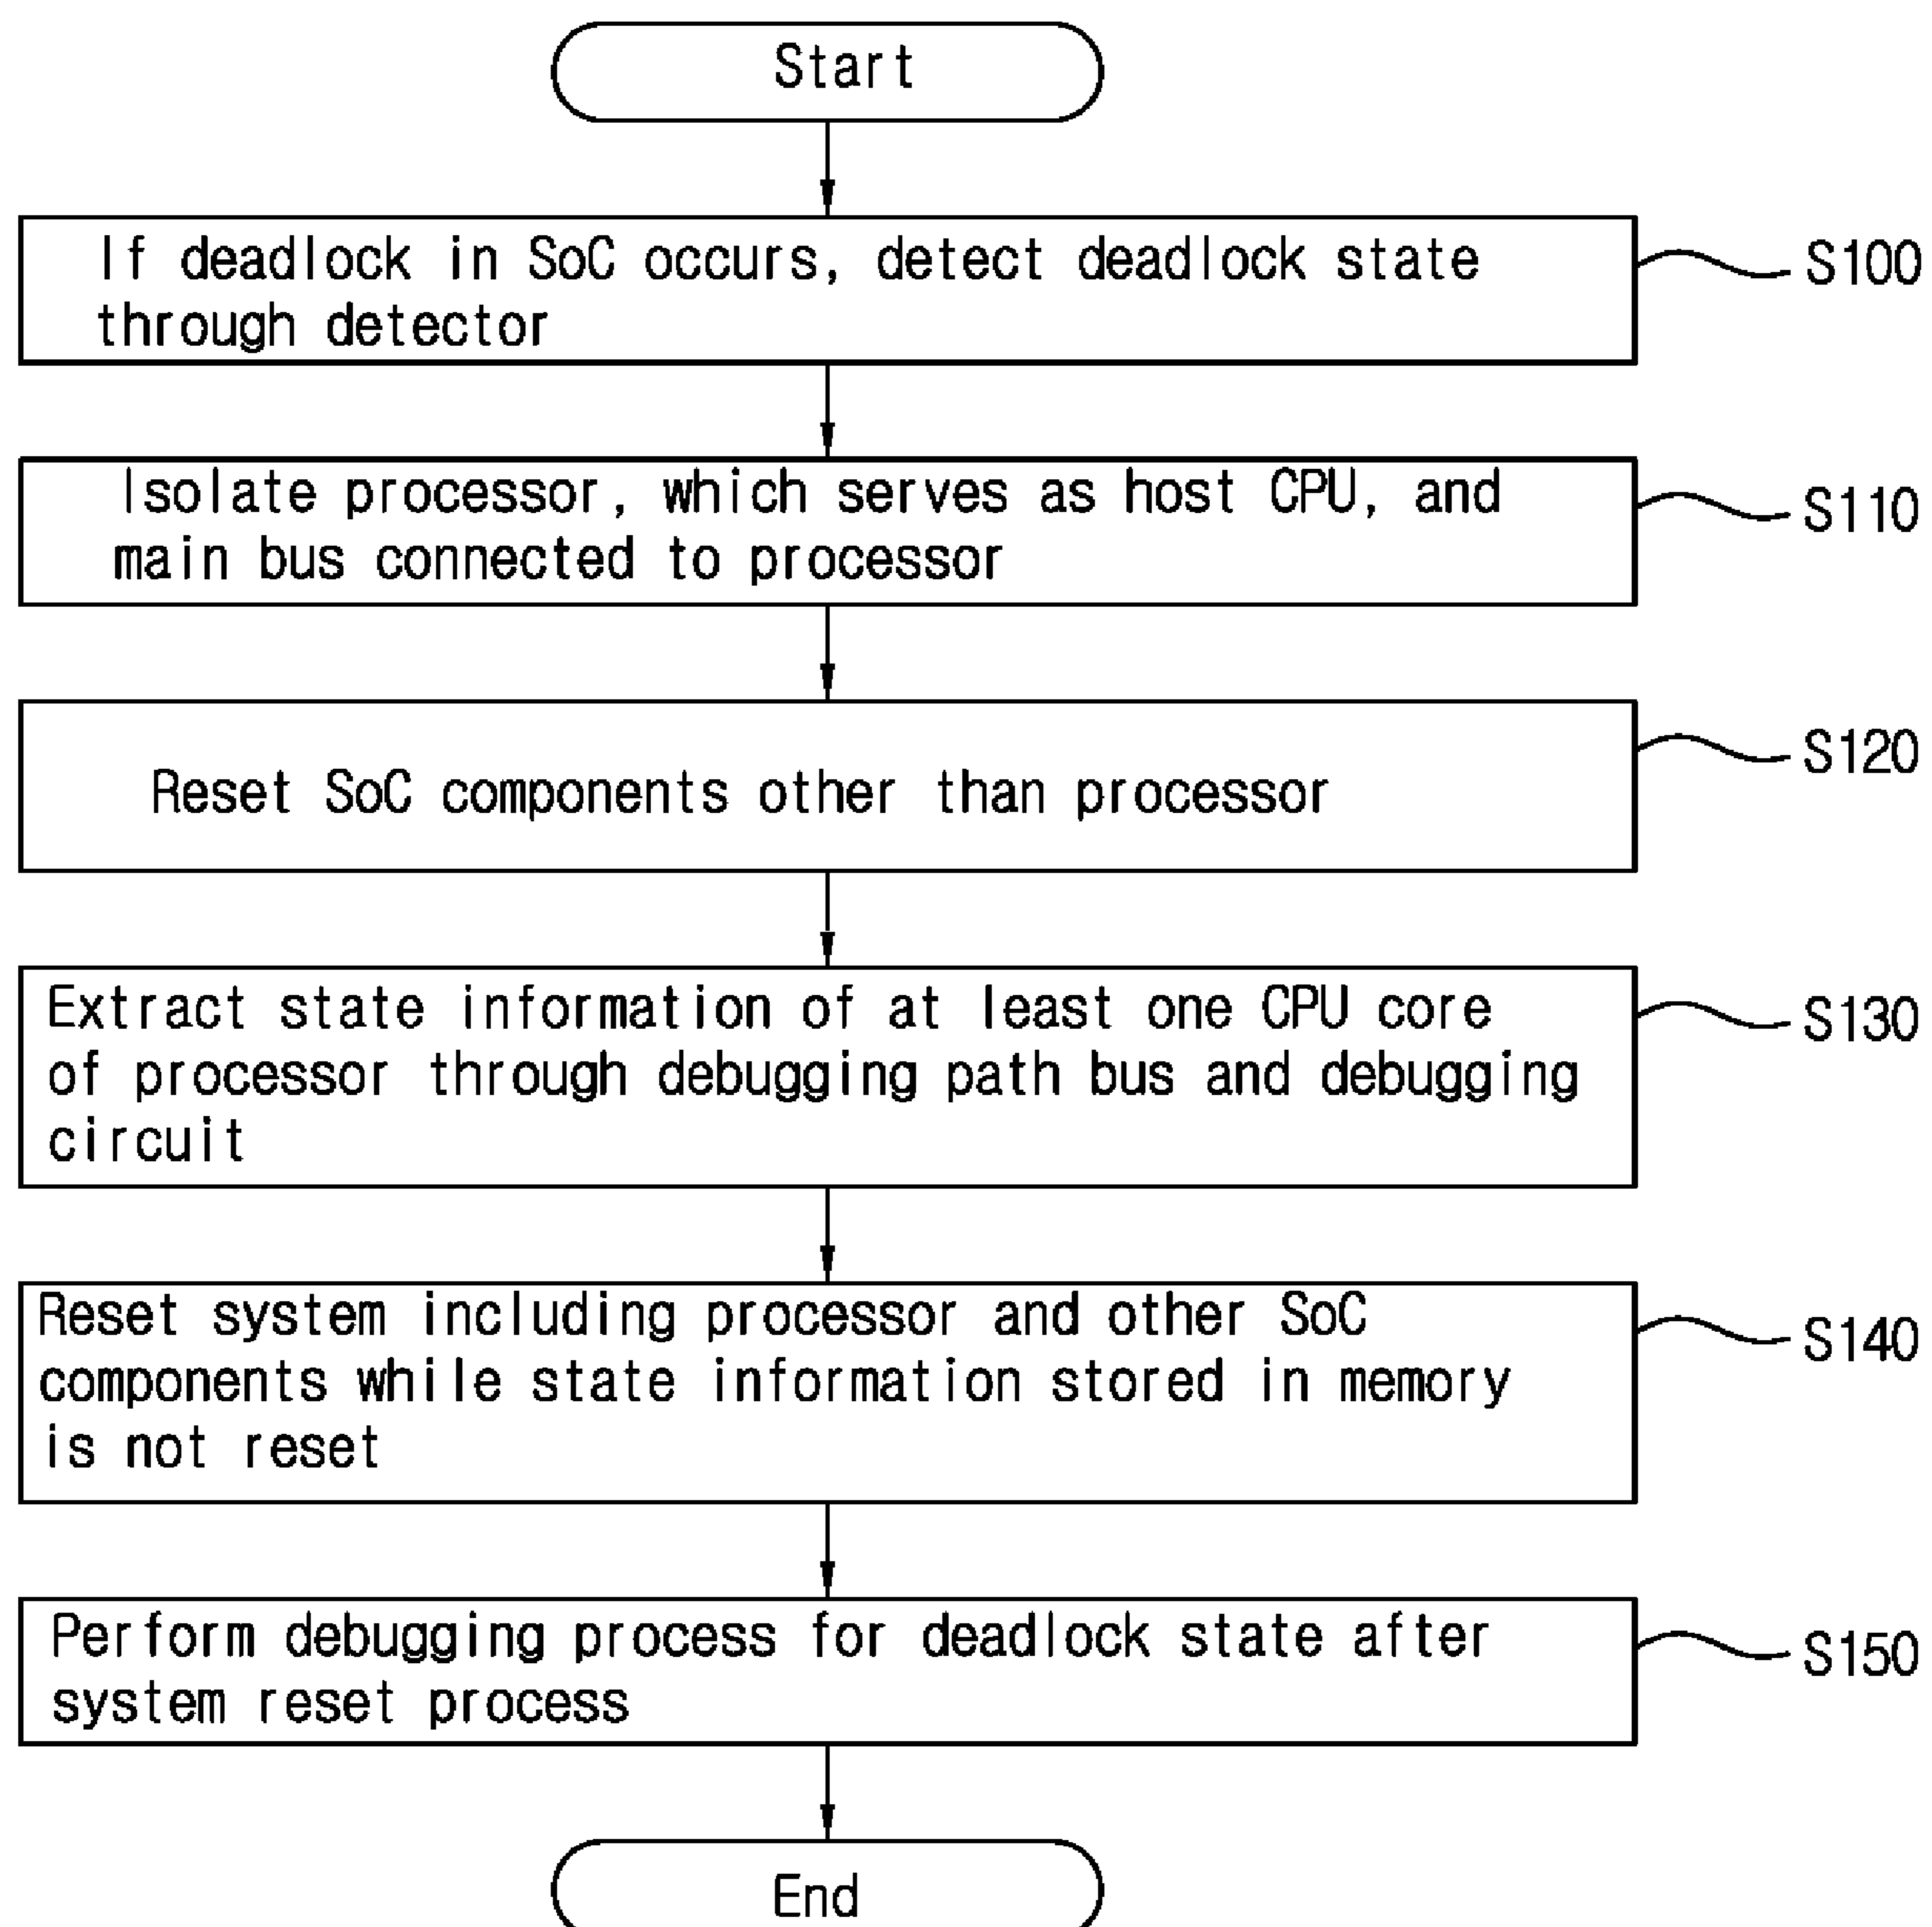 Start
If deadlock in SoC occurs, detect deadlock state
through detector
S100
Isolate processor, which serves as host CPU, and
main bus connected to processor
S110
Reset SoC components other than processor
S120
Extract state information of at least one CPU core
of processor through debugging path bus and debugging
circuit
S130
Reset system including processor and other SoC
components while state information stored in memory
is not reset
S140
Perform debugging process for deadlock state after
system reset process
S150
End